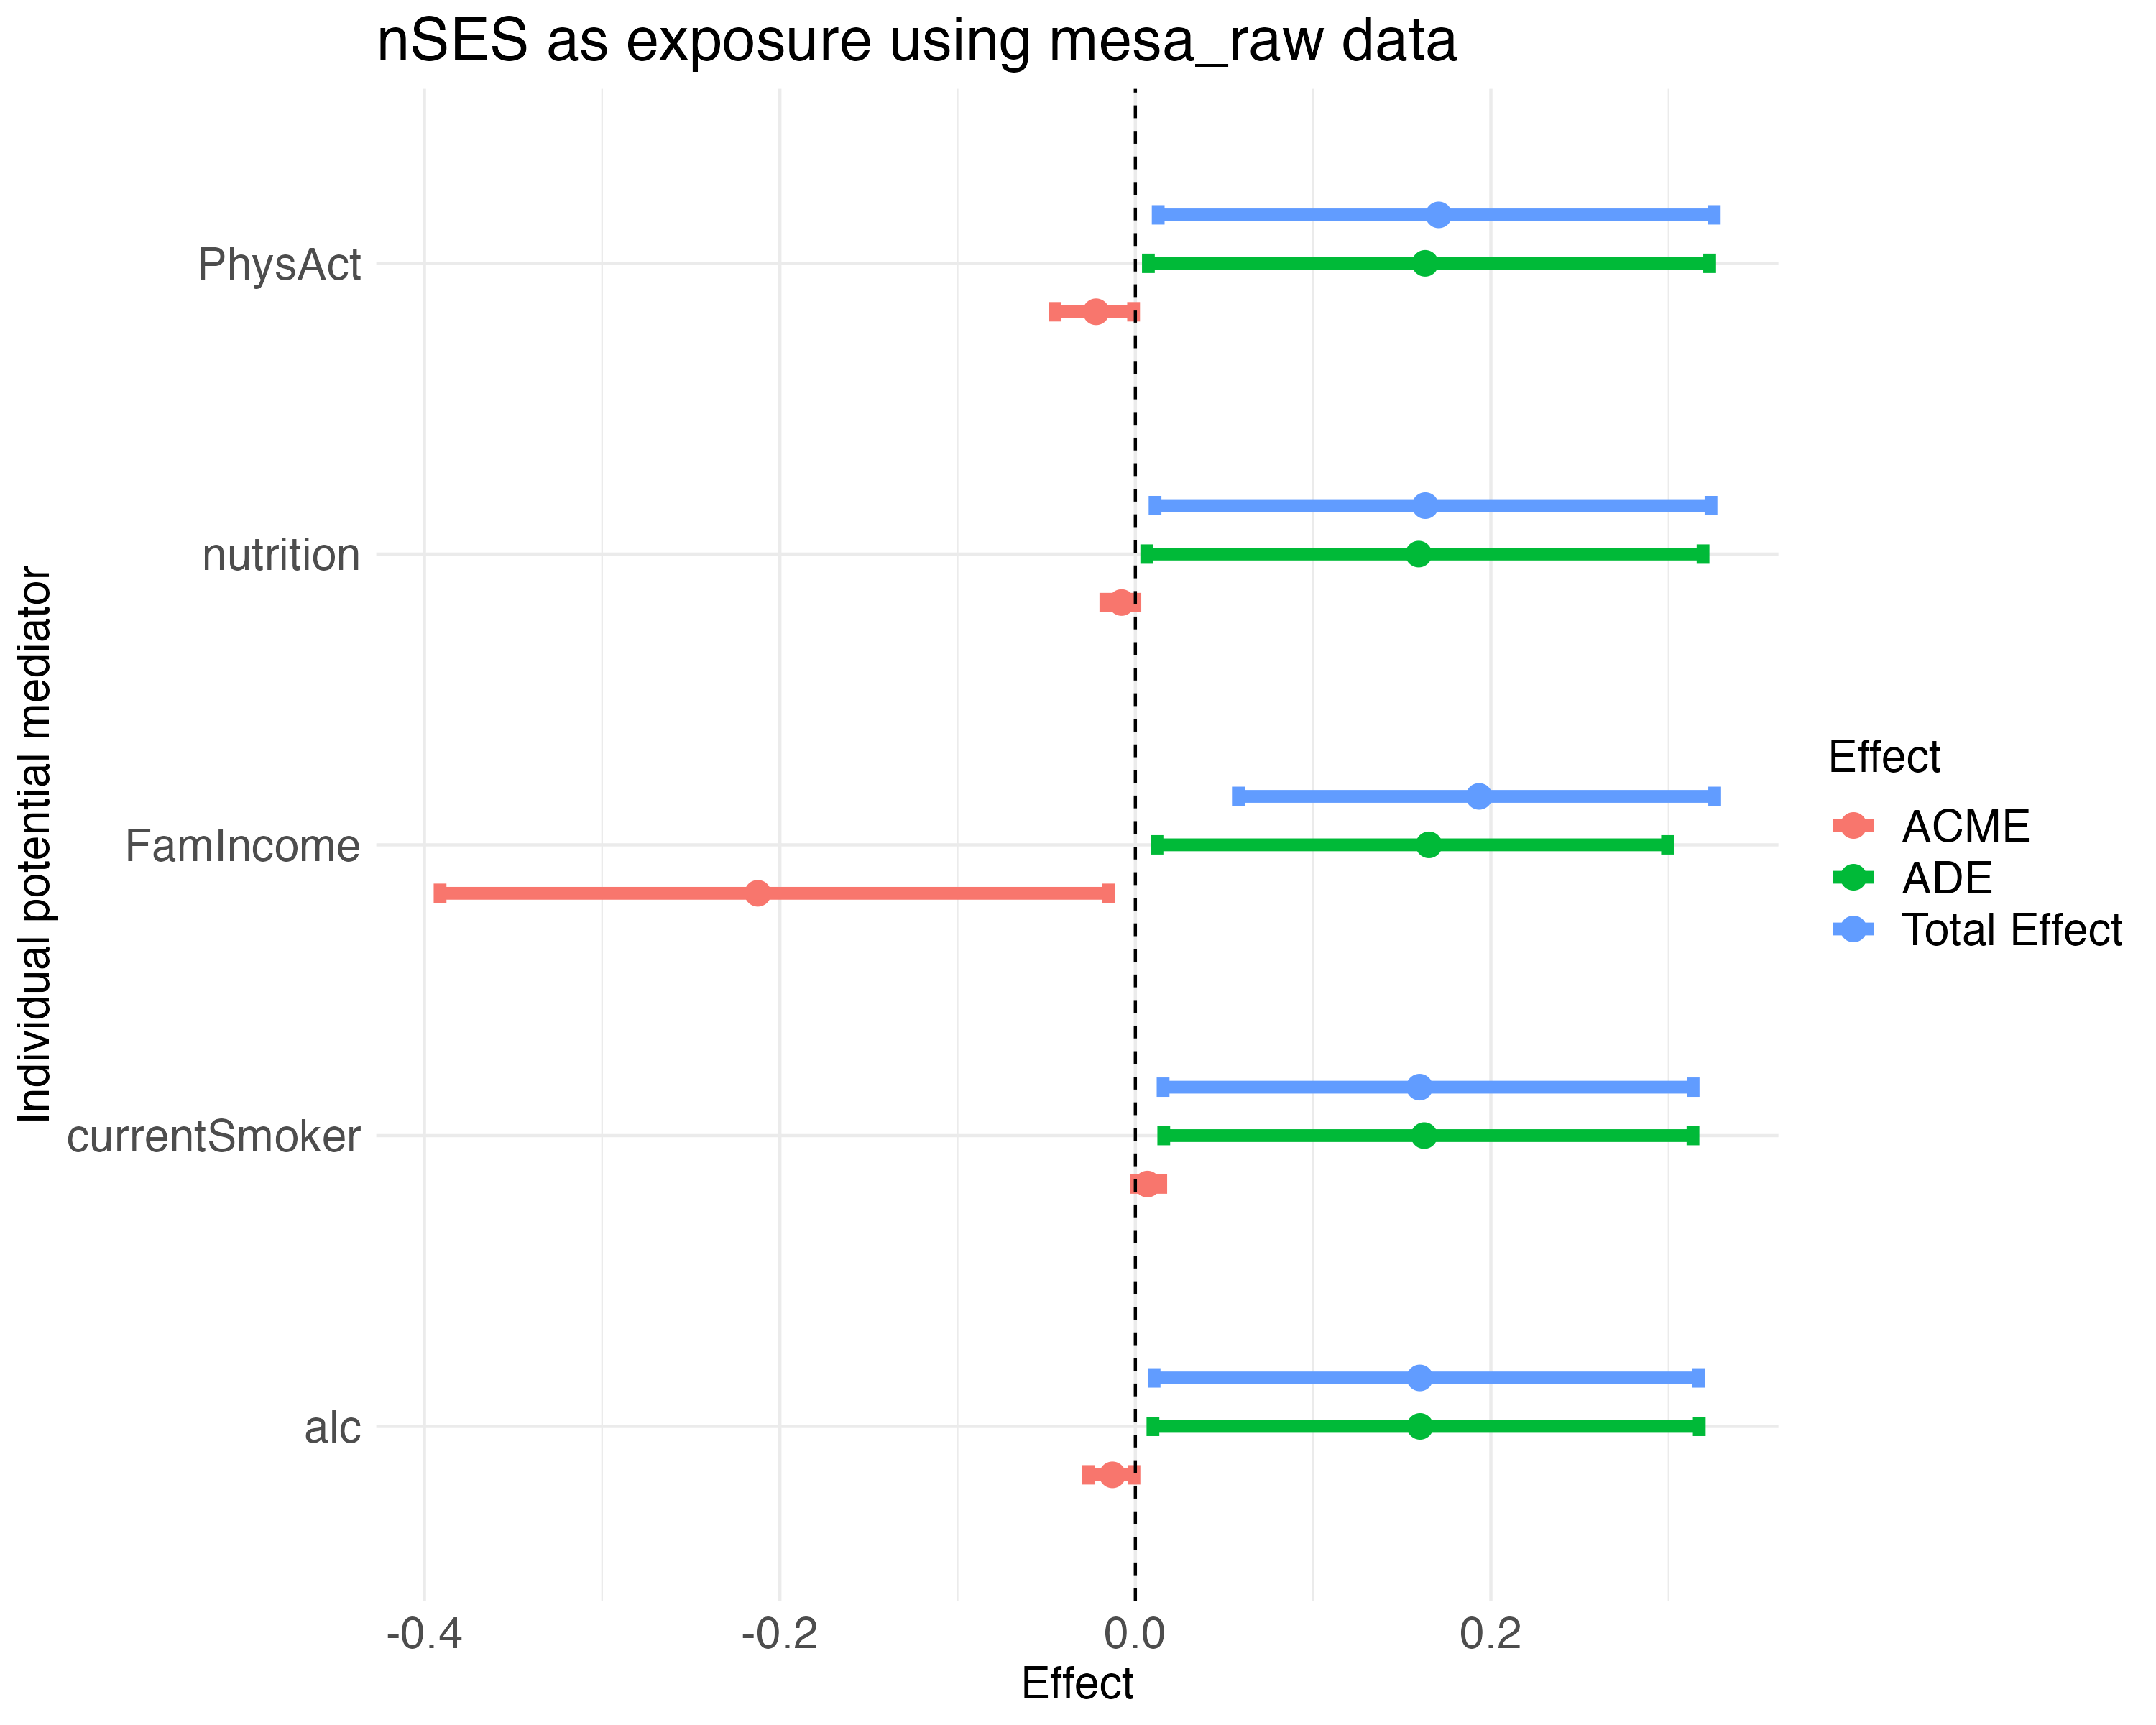 nSES as exposure using mesa_raw data
Individual potential mediator
PhysAct
nutrition
FamIncome
currentSmoker
alc
-0.4
-0.2
0.0
0.2
Effect
Effect
ACME
ADE
Total Effect